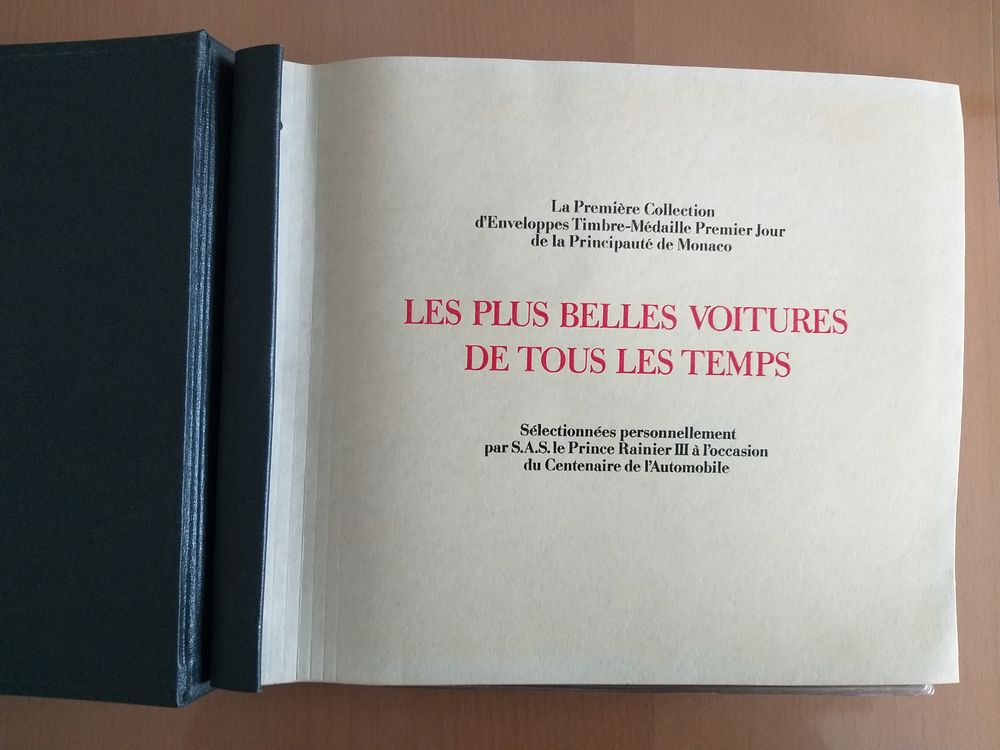 La Première Collection
d'Enveloppes Timbre-Médaille Premier Jour
de la Principauté de Monaco
LES PLUS BELLES VOITURES
DE TOUS LES TEMPS
Sélectionnées personnellement
par S.A.S. le Prince Rainier III à l'occasion
du Centenaire de l'Automobile